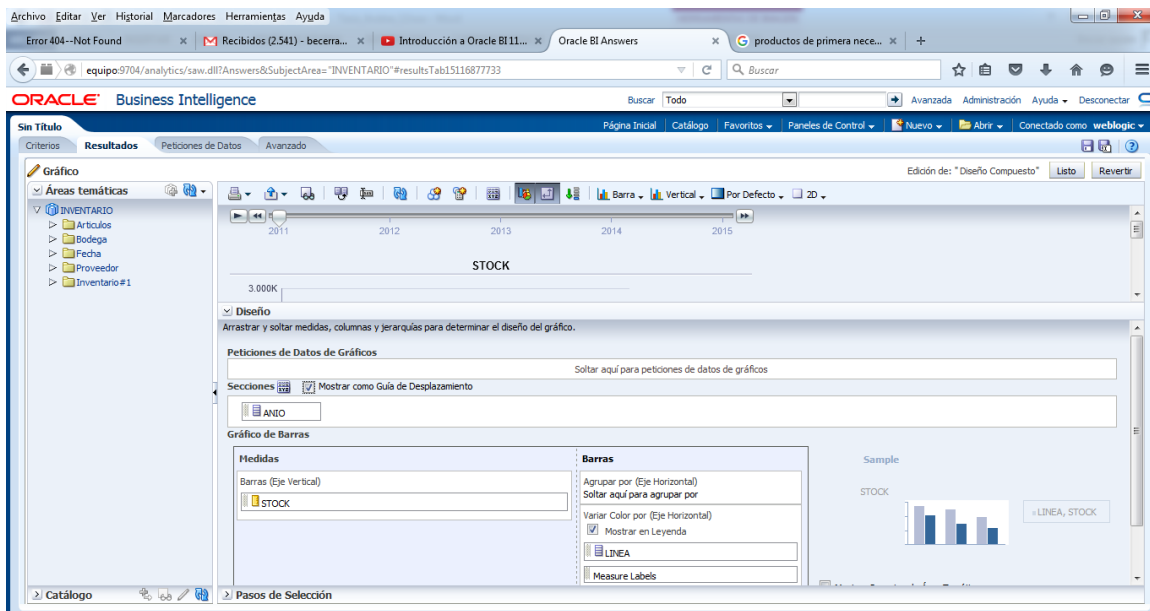 Archivo Editar Ver Historial Marcadores Herramientas Ayuda
Error 404--Not Found
Recibidos (2.541) - becerra...
Introducción a Oracle BI 11...
Oracle BI Answers
productos de primera nece...
equipo:9704/analytics/saw.dll?Answers&SubjectArea="INVENTARIO"#resultsTab15116877733
Buscar
ORACLE Business Intelligence
Buscar Todo
Avanzada Administración Ayuda Desconectar
Sin Título
Página Inicial Catálogo Favoritos Paneles de Control Nuevo Abrir Conectado como weblogic
Criterios Resultados Peticiones de Datos Avanzado
Gráfico
Edición de: "Diseño Compuesto" Listo Revertir
Áreas temáticas
Barra Vertical Por Defecto 2D
INVENTARIO
Articulos
Bodega
Fecha
Proveedor
Inventario#1
2011 2012 2013 2014 2015
STOCK
3.000K
Diseño
Arrastrar y soltar medidas, columnas y jerarquías para determinar el diseño del gráfico.
Peticiones de Datos de Gráficos
Soltar aquí para peticiones de datos de gráficos
Secciones Mostrar como Guía de Desplazamiento
ANIO
Gráfico de Barras
Medidas
Barras (Eje Vertical)
STOCK
Barras
Agrupar por (Eje Horizontal)
Soltar aquí para agrupar por
Variar Color por (Eje Horizontal)
Mostrar en Leyenda
LINEA
Measure Labels
Sample
STOCK
LINEA, STOCK
Catálogo
Pasos de Selección